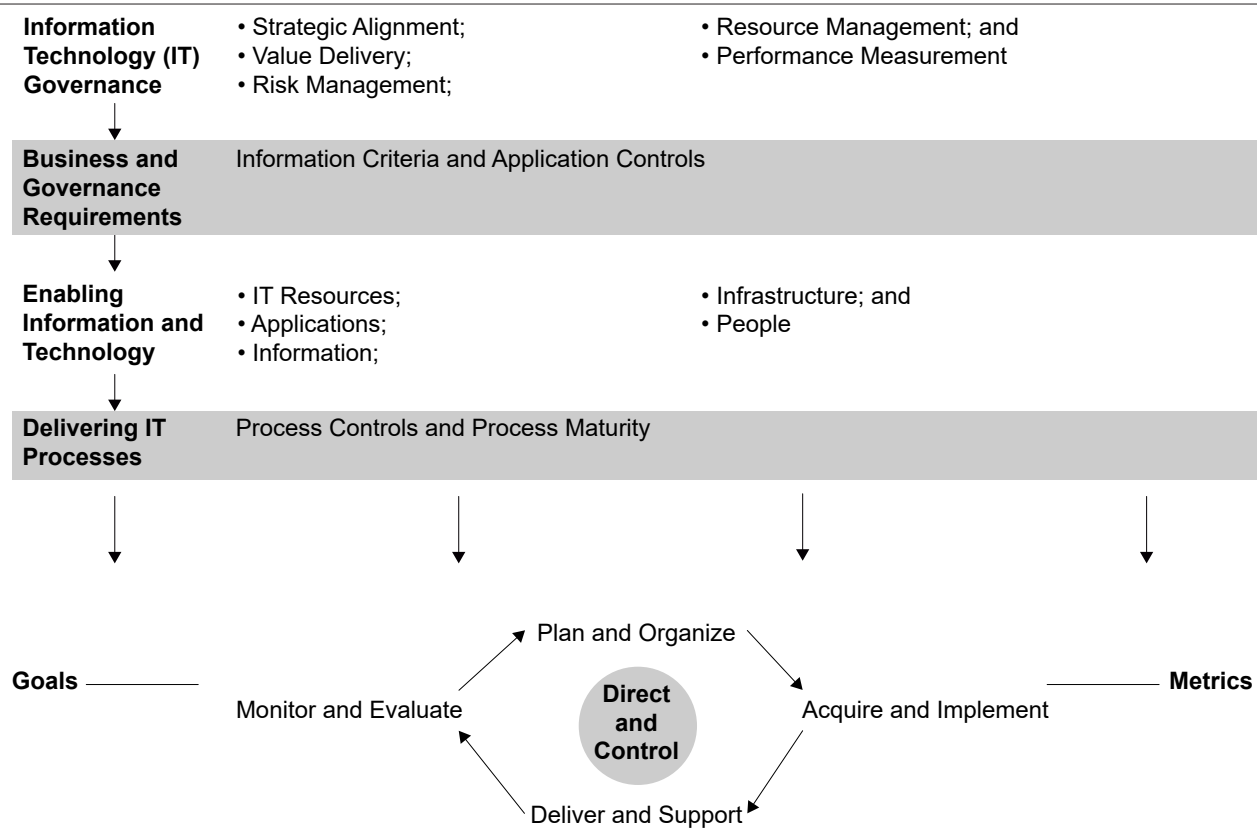 Information
Technology (IT)
Governance
• Strategic Alignment;
• Value Delivery;
• Risk Management;
• Resource Management; and
• Performance Measurement
Business and
Governance
Requirements
Information Criteria and Application Controls
Enabling
Information and
Technology
• IT Resources;
• Applications;
• Information;
• Infrastructure; and
• People
Delivering IT
Processes
Process Controls and Process Maturity
Plan and Organize
Goals
Metrics
Monitor and Evaluate
Direct
and
Control
Acquire and Implement
Deliver and Support